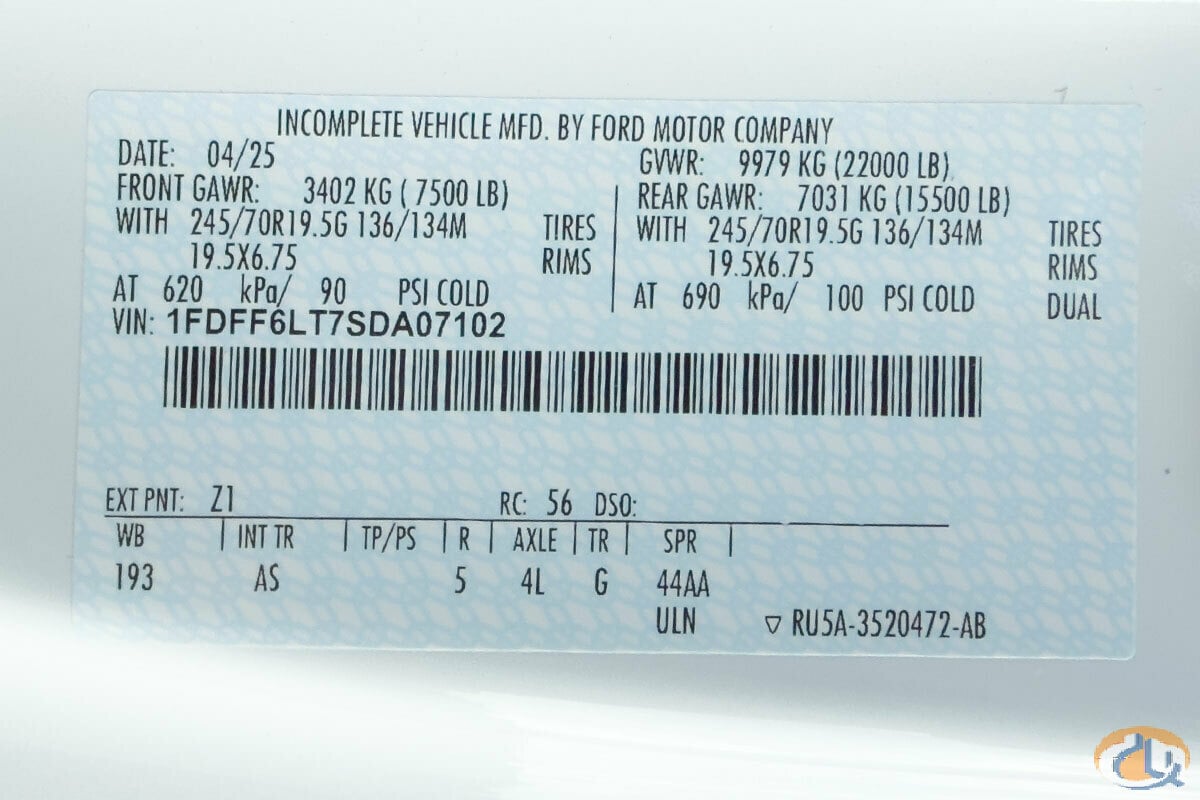 INCOMPLETE VEHICLE MFD. BY FORD MOTOR COMPANY
DATE: 04/25 GVWR: 9979 KG (22000 LB)
FRONT GAWR: 3402 KG ( 7500 LB) REAR GAWR: 7031 KG (15500 LB)
WITH 245/70R19.5G 136/134M TIRES WITH 245/70R19.5G 136/134M TIRES
19.5X6.75 RIMS 19.5X6.75 RIMS
AT 620 kPa/ 90 PSI COLD AT 690 kPa/ 100 PSI COLD DUAL
VIN: 1FDFF6LT7SDA07102
EXT PNT: Z1 RC: 56 DSO:
WB INT TR TP/PS R AXLE TR SPR
193 AS 5 4L G 44AA
ULN ▽ RU5A-3520472-AB